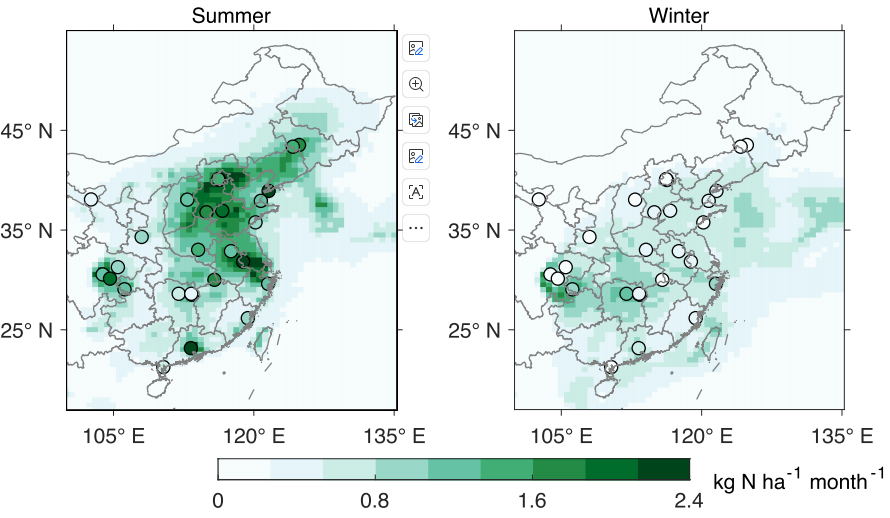 Summer
Winter
45° N
35° N
25° N
45° N
35° N
25° N
105° E
120° E
135° E
105° E
120° E
135° E
0
0.8
1.6
2.4
kg N ha-1 month-1